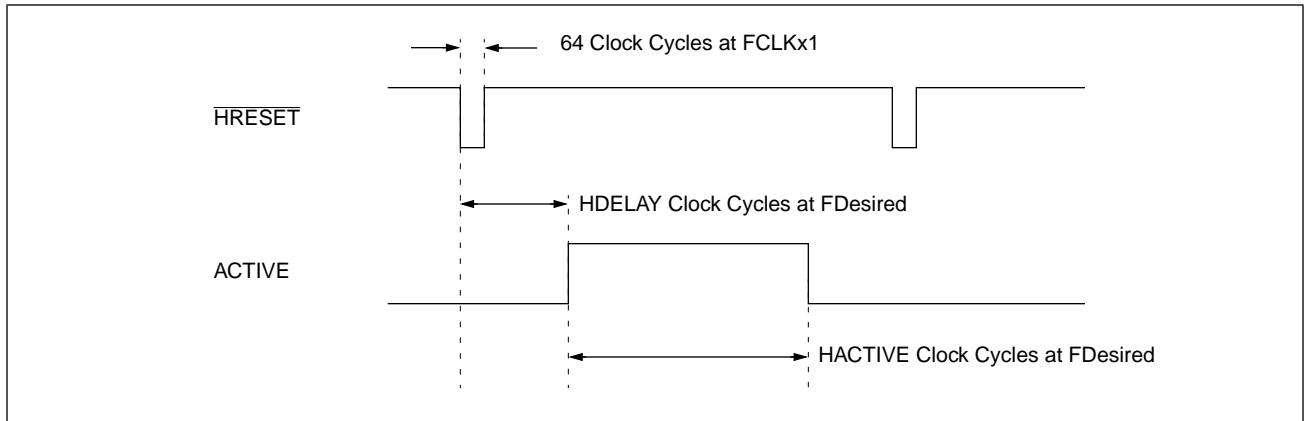 64 Clock Cycles at FCLKx1
HRESET
HDELAY Clock Cycles at FDesired
ACTIVE
HACTIVE Clock Cycles at FDesired